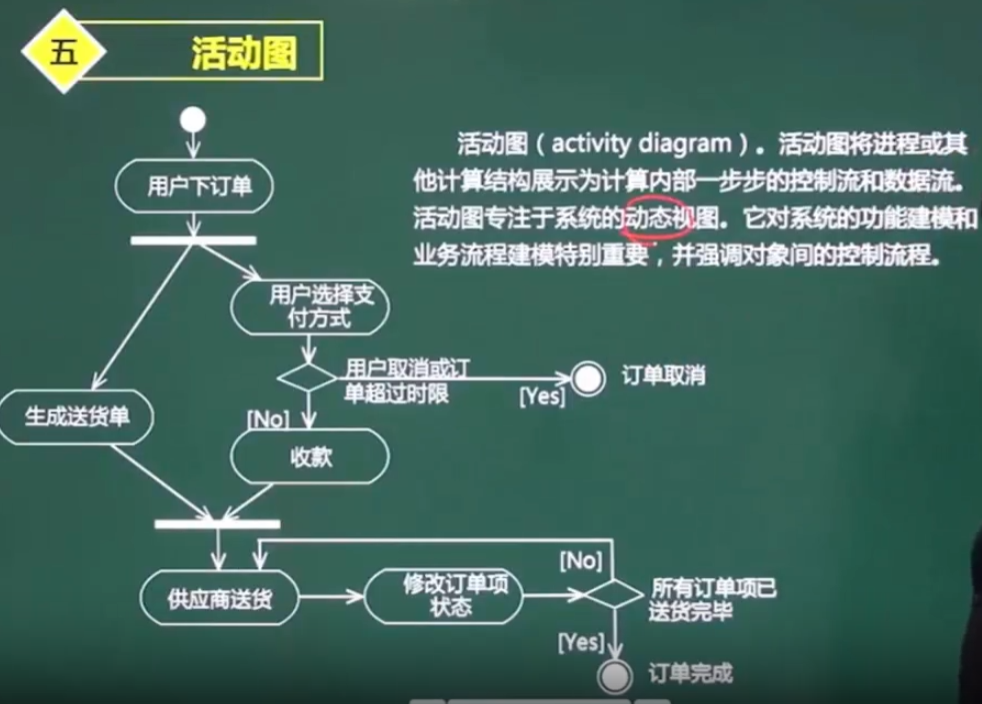 五
活动图
活动图（activity diagram）。活动图将进程或其
他计算结构展示为计算内部一步步的控制流和数据流。
活动图专注于系统的动态视图。它对系统的功能建模和
业务流程建模特别重要，并强调对象间的控制流程。
用户下订单
用户选择支
付方式
用户取消或订
单超过时限
[Yes]
订单取消
生成送货单
[No]
收款
供应商送货
修改订单项
状态
[No]
所有订单项已
送货完毕
[Yes]
订单完成